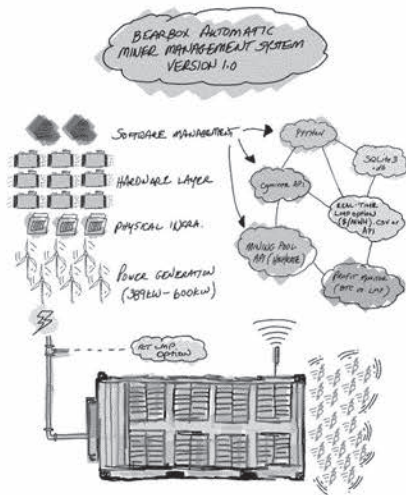 BEARBOX AUTOMATIC
MINER MANAGEMENT SYSTEM
VERSION 1.0
SOFTWARE MANAGEMENT
HARDWARE LAYER
PHYSICAL INFRA.
POWER GENERATION
(389KW-600KW)
PYTHON
SQLite3
.db
CGMINER API
REAL-TIME
LMP OPTION
($/MWH) .CSV or
API
MINING POOL
API (
PROFIT MONITOR
(BTC vs LMP)
LMP
OPTION